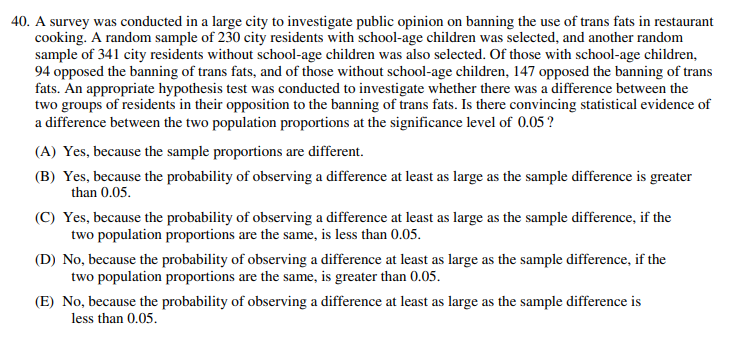 40. A survey was conducted in a large city to investigate public opinion on banning the use of trans fats in restaurant
cooking. A random sample of 230 city residents with school-age children was selected, and another random
sample of 341 city residents without school-age children was also selected. Of those with school-age children,
94 opposed the banning of trans fats, and of those without school-age children, 147 opposed the banning of trans
fats. An appropriate hypothesis test was conducted to investigate whether there was a difference between the
two groups of residents in their opposition to the banning of trans fats. Is there convincing statistical evidence of
a difference between the two population proportions at the significance level of 0.05 ?
(A) Yes, because the sample proportions are different.
(B) Yes, because the probability of observing a difference at least as large as the sample difference is greater
than 0.05.
(C) Yes, because the probability of observing a difference at least as large as the sample difference, if the
two population proportions are the same, is less than 0.05.
(D) No, because the probability of observing a difference at least as large as the sample difference, if the
two population proportions are the same, is greater than 0.05.
(E) No, because the probability of observing a difference at least as large as the sample difference is
less than 0.05.